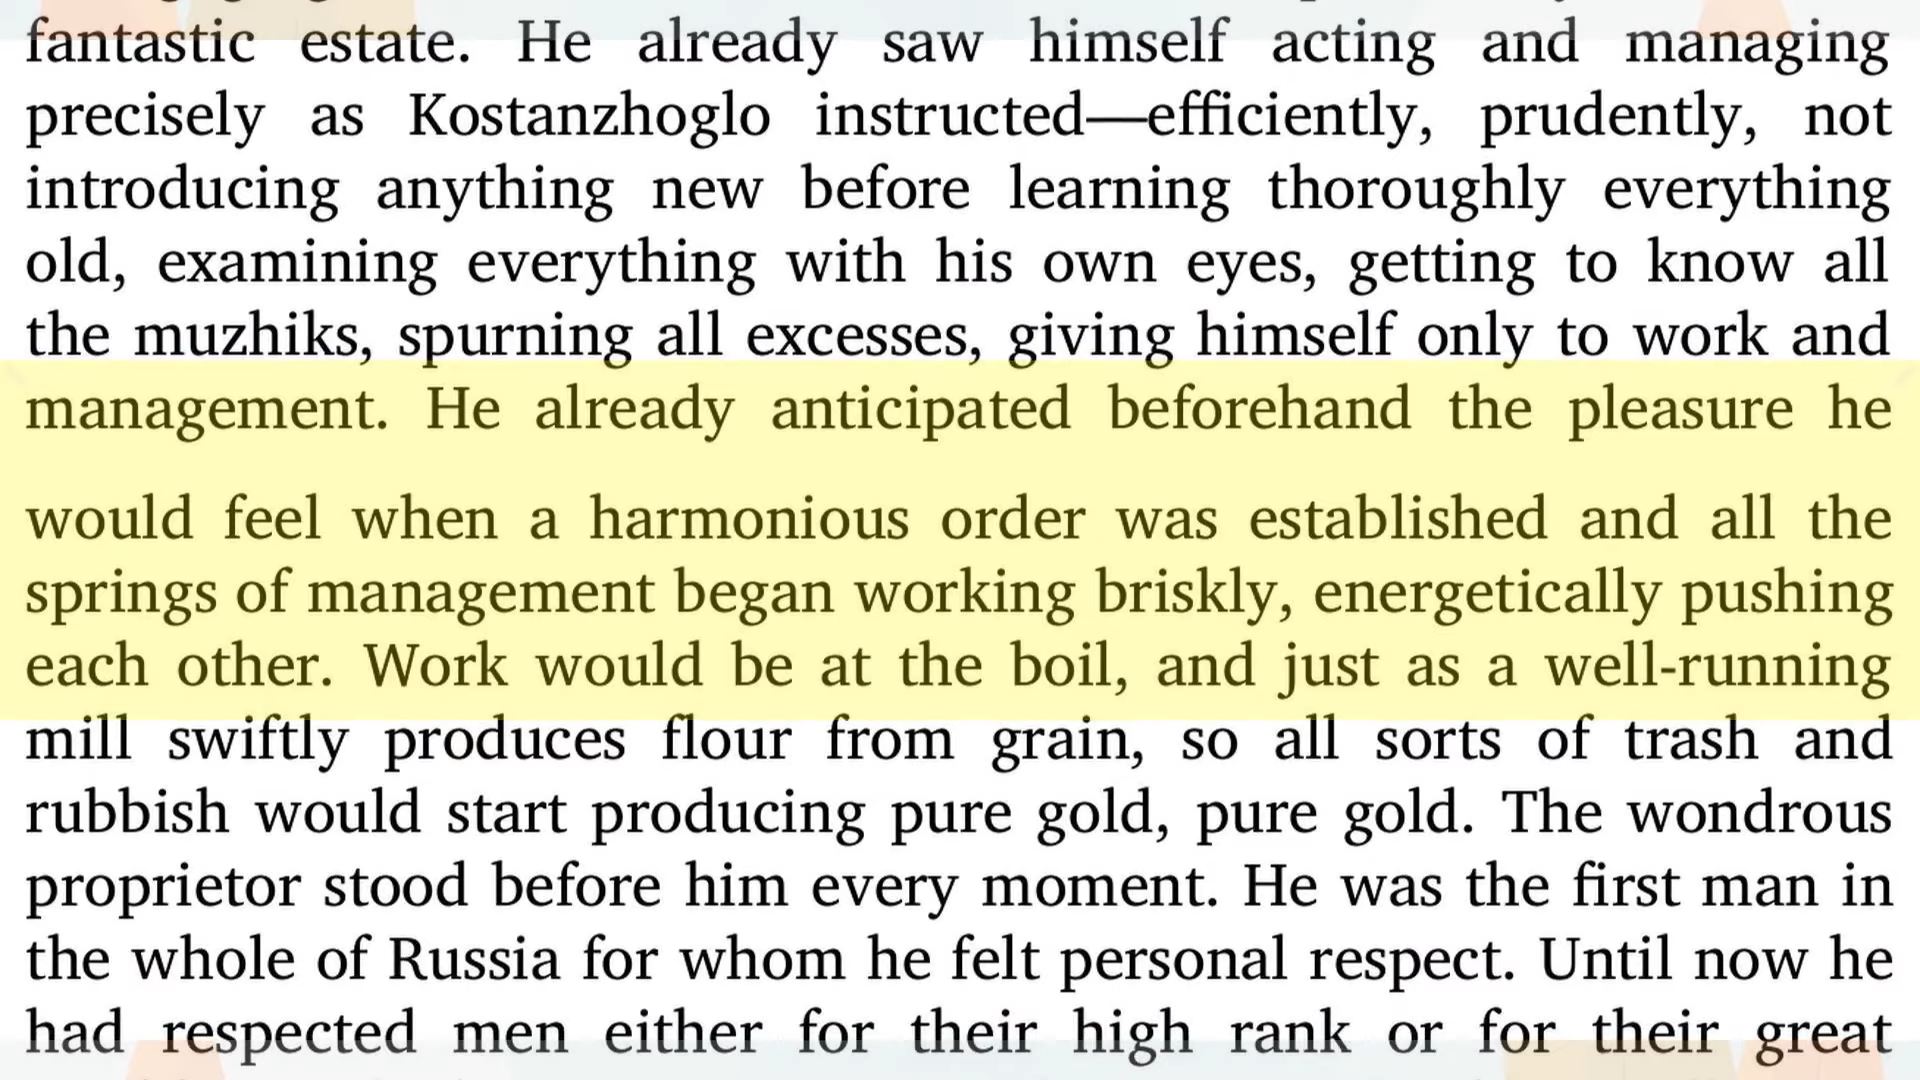 fantastic estate. He already saw himself acting and managing
precisely as Kostanzhoglo instructed—efficiently, prudently, not
introducing anything new before learning thoroughly everything
old, examining everything with his own eyes, getting to know all
the muzhiks, spurning all excesses, giving himself only to work and
management. He already anticipated beforehand the pleasure he
would feel when a harmonious order was established and all the
springs of management began working briskly, energetically pushing
each other. Work would be at the boil, and just as a well-running
mill swiftly produces flour from grain, so all sorts of trash and
rubbish would start producing pure gold, pure gold. The wondrous
proprietor stood before him every moment. He was the first man in
the whole of Russia for whom he felt personal respect. Until now he
had respected men either for their high rank or for their great